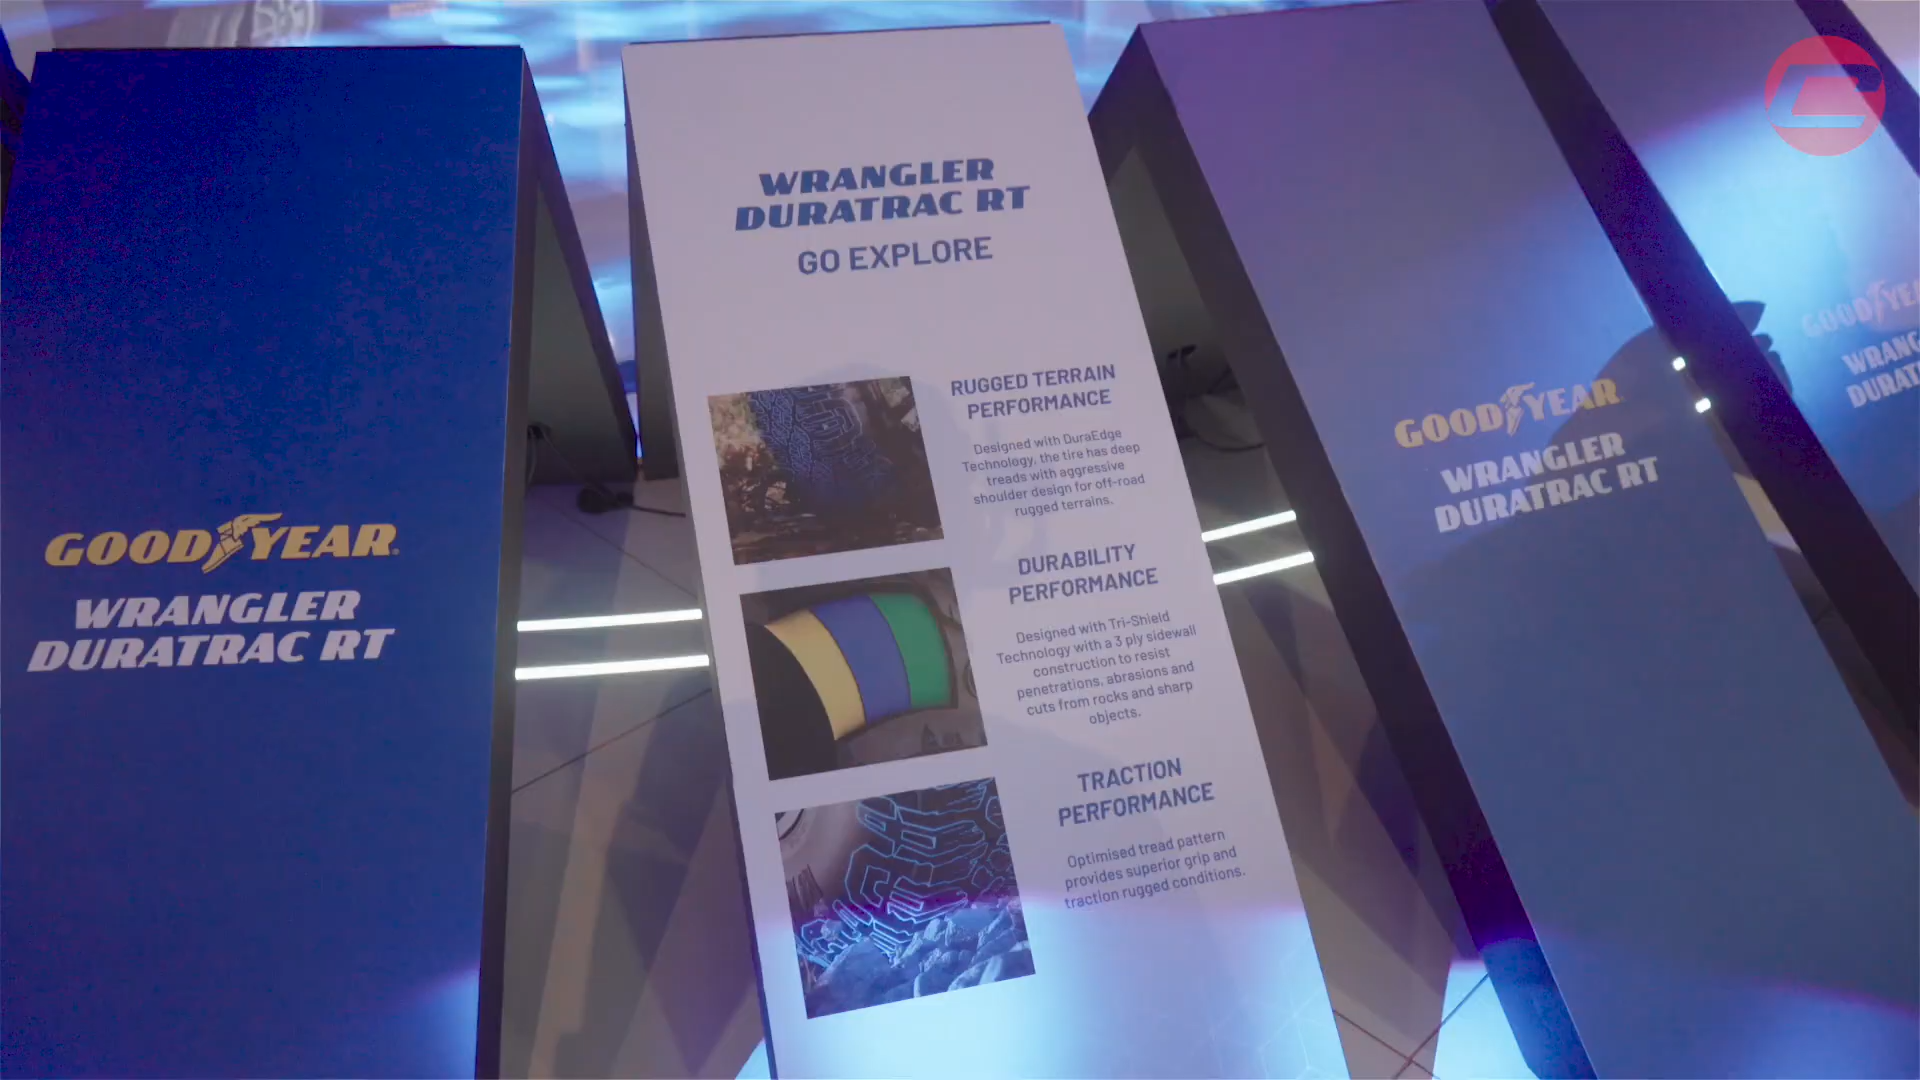 GOODYEAR
WRANGLER
DURATRAC RT
WRANGLER
DURATRAC RT
GO EXPLORE
RUGGED TERRAIN
PERFORMANCE
Designed with DuraEdge
Technology, the tire has deep
treads with aggressive
shoulder design for off-road
rugged terrains.
DURABILITY
PERFORMANCE
Designed with Tri-Shield
Technology with a 3 ply sidewall
construction to resist
penetrations, abrasions and
cuts from rocks and sharp
objects.
TRACTION
PERFORMANCE
Optimised tread pattern
provides superior grip and
traction rugged conditions.
GOODYEAR
WRANGLER
DURATRAC RT
GOODYEA
WRANG
DURAT